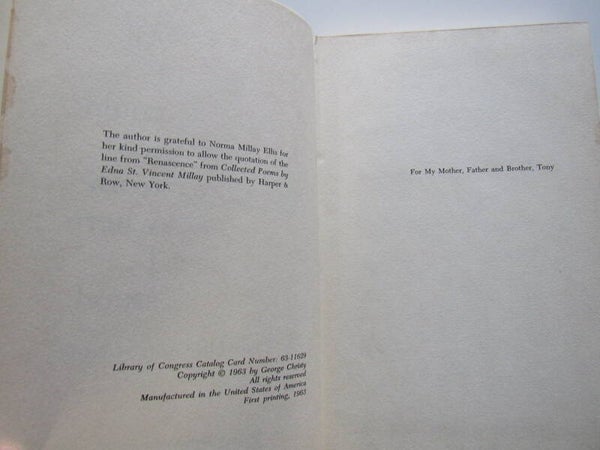 The author is grateful to Norma Millay Ellis for
her kind permission to allow the quotation of the
line from "Renascence" from Collected Poems by
Edna St. Vincent Millay published by Harper &
Row, New York.
Library of Congress Catalog Card Number: 63-11629
Copyright © 1963 by George Christy
All rights reserved
Manufactured in the United States of America
First printing, 1963
For My Mother, Father and Brother, Tony